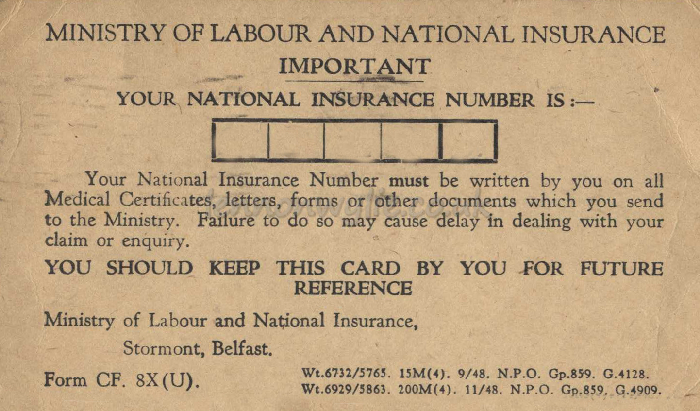 MINISTRY OF LABOUR AND NATIONAL INSURANCE
IMPORTANT
YOUR NATIONAL INSURANCE NUMBER IS :—
Your National Insurance Number must be written by you on all
Medical Certificates, letters, forms or other documents which you send
to the Ministry. Failure to do so may cause delay in dealing with your
claim or enquiry.
YOU SHOULD KEEP THIS CARD BY YOU FOR FUTURE
REFERENCE
Ministry of Labour and National Insurance,
Stormont, Belfast.
Form CF. 8X (U).
Wt.6732/5765. 15M(4). 9/48. N.P.O. Gp.859. G.4128.
Wt.6929/5863. 200M(4). 11/48. N.P.O. Gp.859. G.4909.